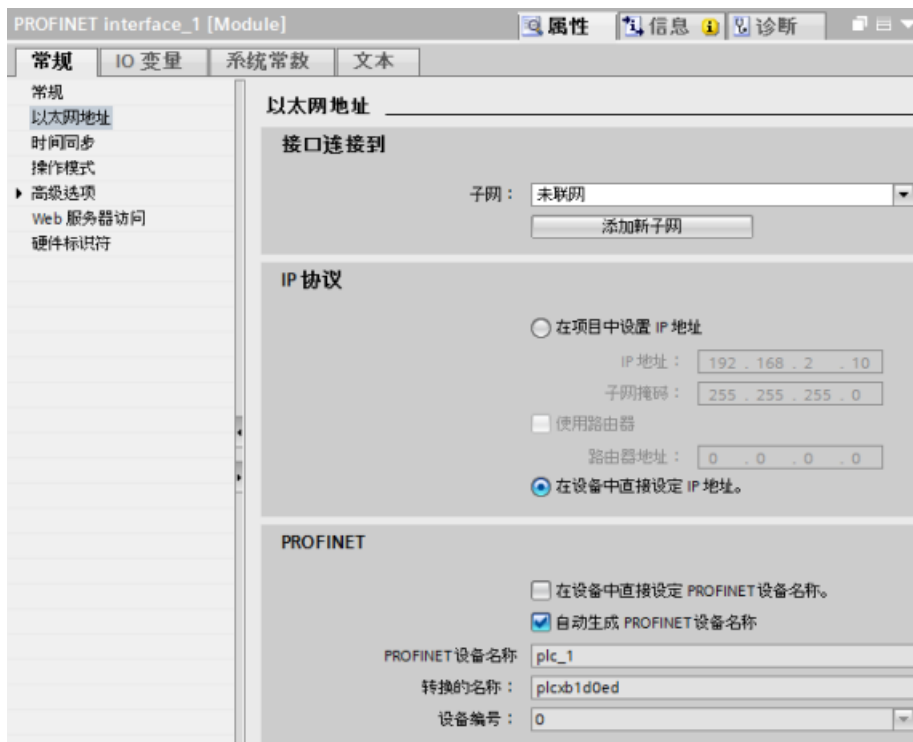 PROFINET interface_1 [Module]
属性
信息
诊断
常规
IO 变量
系统常数
文本
常规
以太网地址
时间同步
操作模式
高级选项
Web 服务器访问
硬件标识符
以太网地址
接口连接到
子网：
未联网
添加新子网
IP 协议
在项目中设置 IP 地址
IP 地址： 192 . 168 . 2 . 10
子网掩码： 255 . 255 . 255 . 0
使用路由器
路由器地址： 0 . 0 . 0 . 0
在设备中直接设定 IP 地址。
PROFINET
在设备中直接设定 PROFINET 设备名称。
自动生成 PROFINET 设备名称
PROFINET 设备名称 plc_1
转换的名称： plcxb1d0ed
设备编号： 0